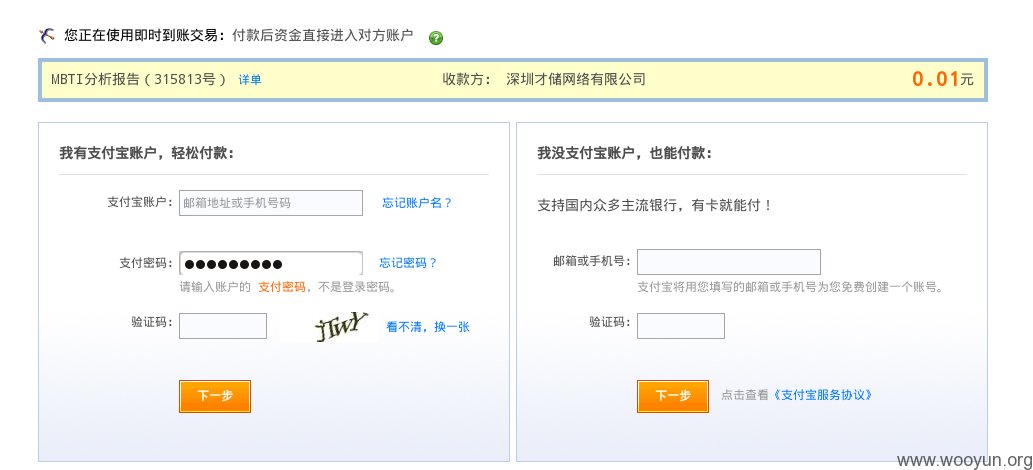 您正在使用即时到账交易：付款后资金直接进入对方账户 ?
MBTI分析报告（315813号） 详单 收款方： 深圳才储网络有限公司 0.01元
我有支付宝账户，轻松付款：
支付宝账户： 邮箱地址或手机号码 忘记账户名？
支付密码： ●●●●●●●●● 忘记密码？
请输入账户的 支付密码，不是登录密码。
验证码： JTWY 看不清，换一张
下一步
我没支付宝账户，也能付款：
支持国内众多主流银行，有卡就能付！
邮箱或手机号：
支付宝将用您填写的邮箱或手机号为您免费创建一个账号。
验证码：
下一步 点击查看《支付宝服务协议》
www.wooyun.org